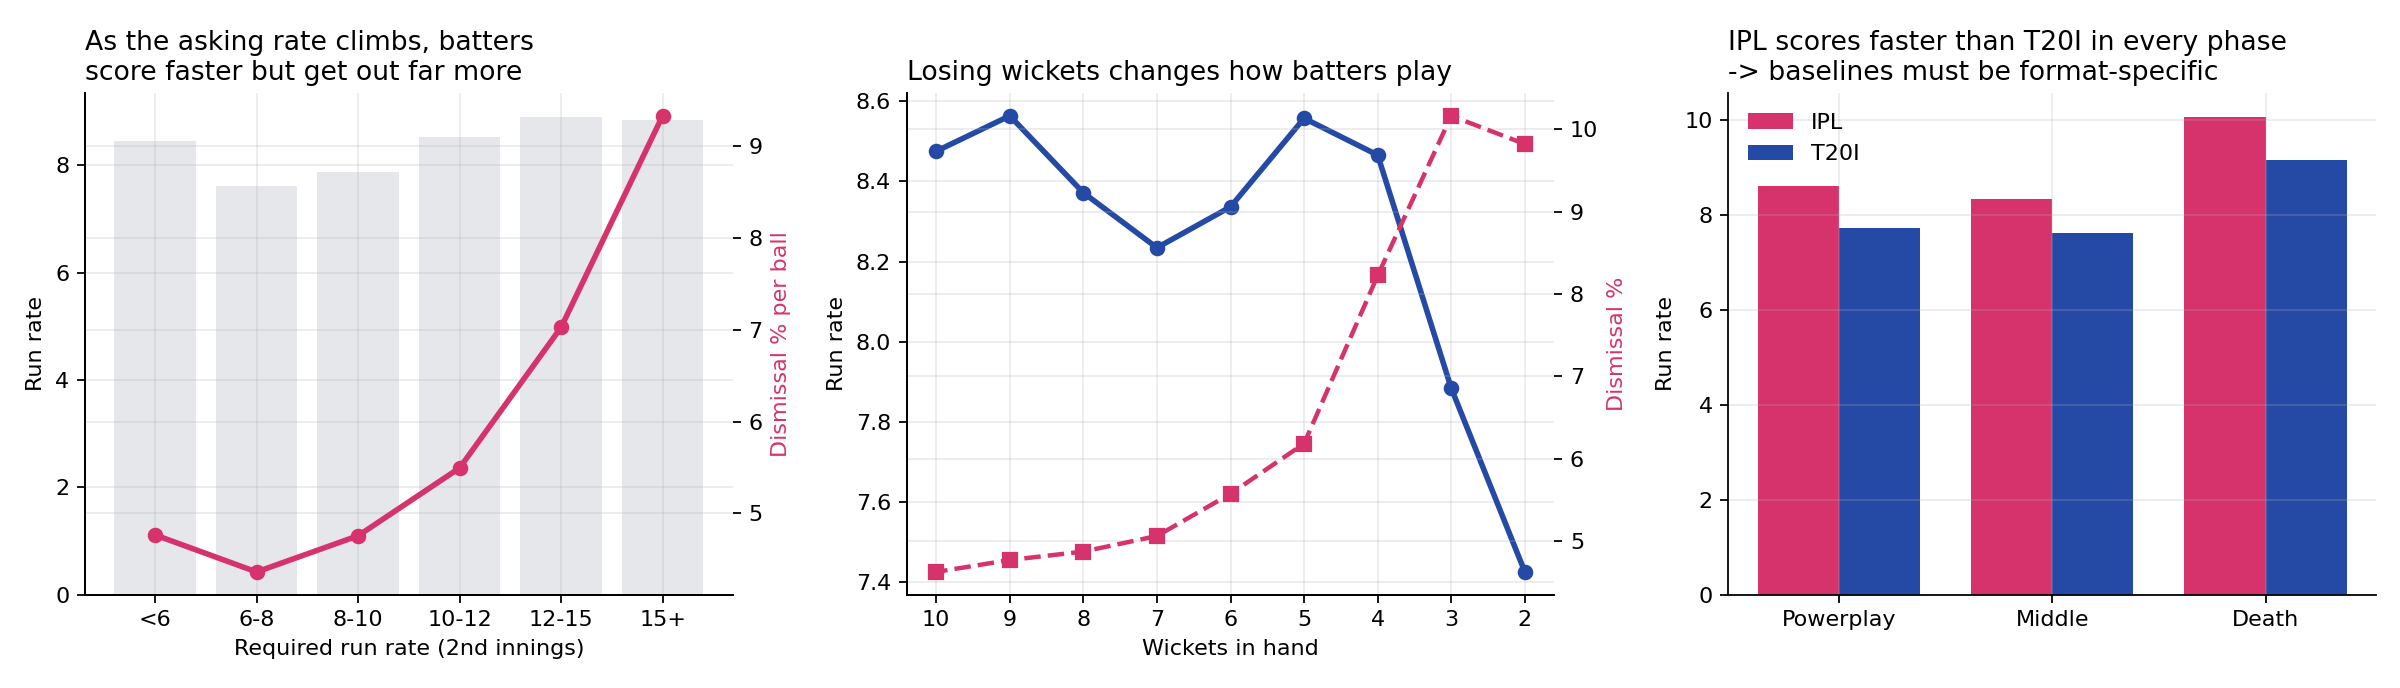 As the asking rate climbs, batters
score faster but get out far more
Run rate
8
6
4
2
0
9
8
7
6
5
Dismissal % per ball
<6 6-8 8-10 10-12 12-15 15+
Required run rate (2nd innings)
Losing wickets changes how batters play
Run rate
8.6
8.4
8.2
8.0
7.8
7.6
7.4
10
9
8
7
6
5
Dismissal %
10 9 8 7 6 5 4 3 2
Wickets in hand
IPL scores faster than T20I in every phase
-> baselines must be format-specific
IPL
T20I
Run rate
10
8
6
4
2
0
Powerplay Middle Death